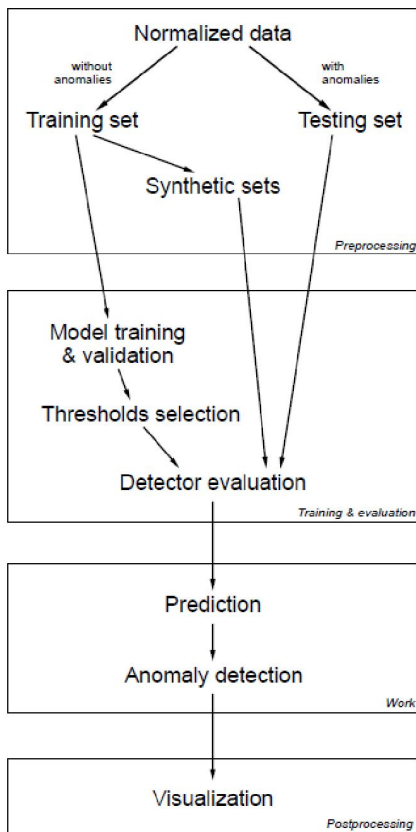 Normalized data
without
anomalies
with
anomalies
Training set
Testing set
Synthetic sets
Preprocessing
Model training
& validation
Thresholds selection
Detector evaluation
Training & evaluation
Prediction
Anomaly detection
Work
Visualization
Postprocessing